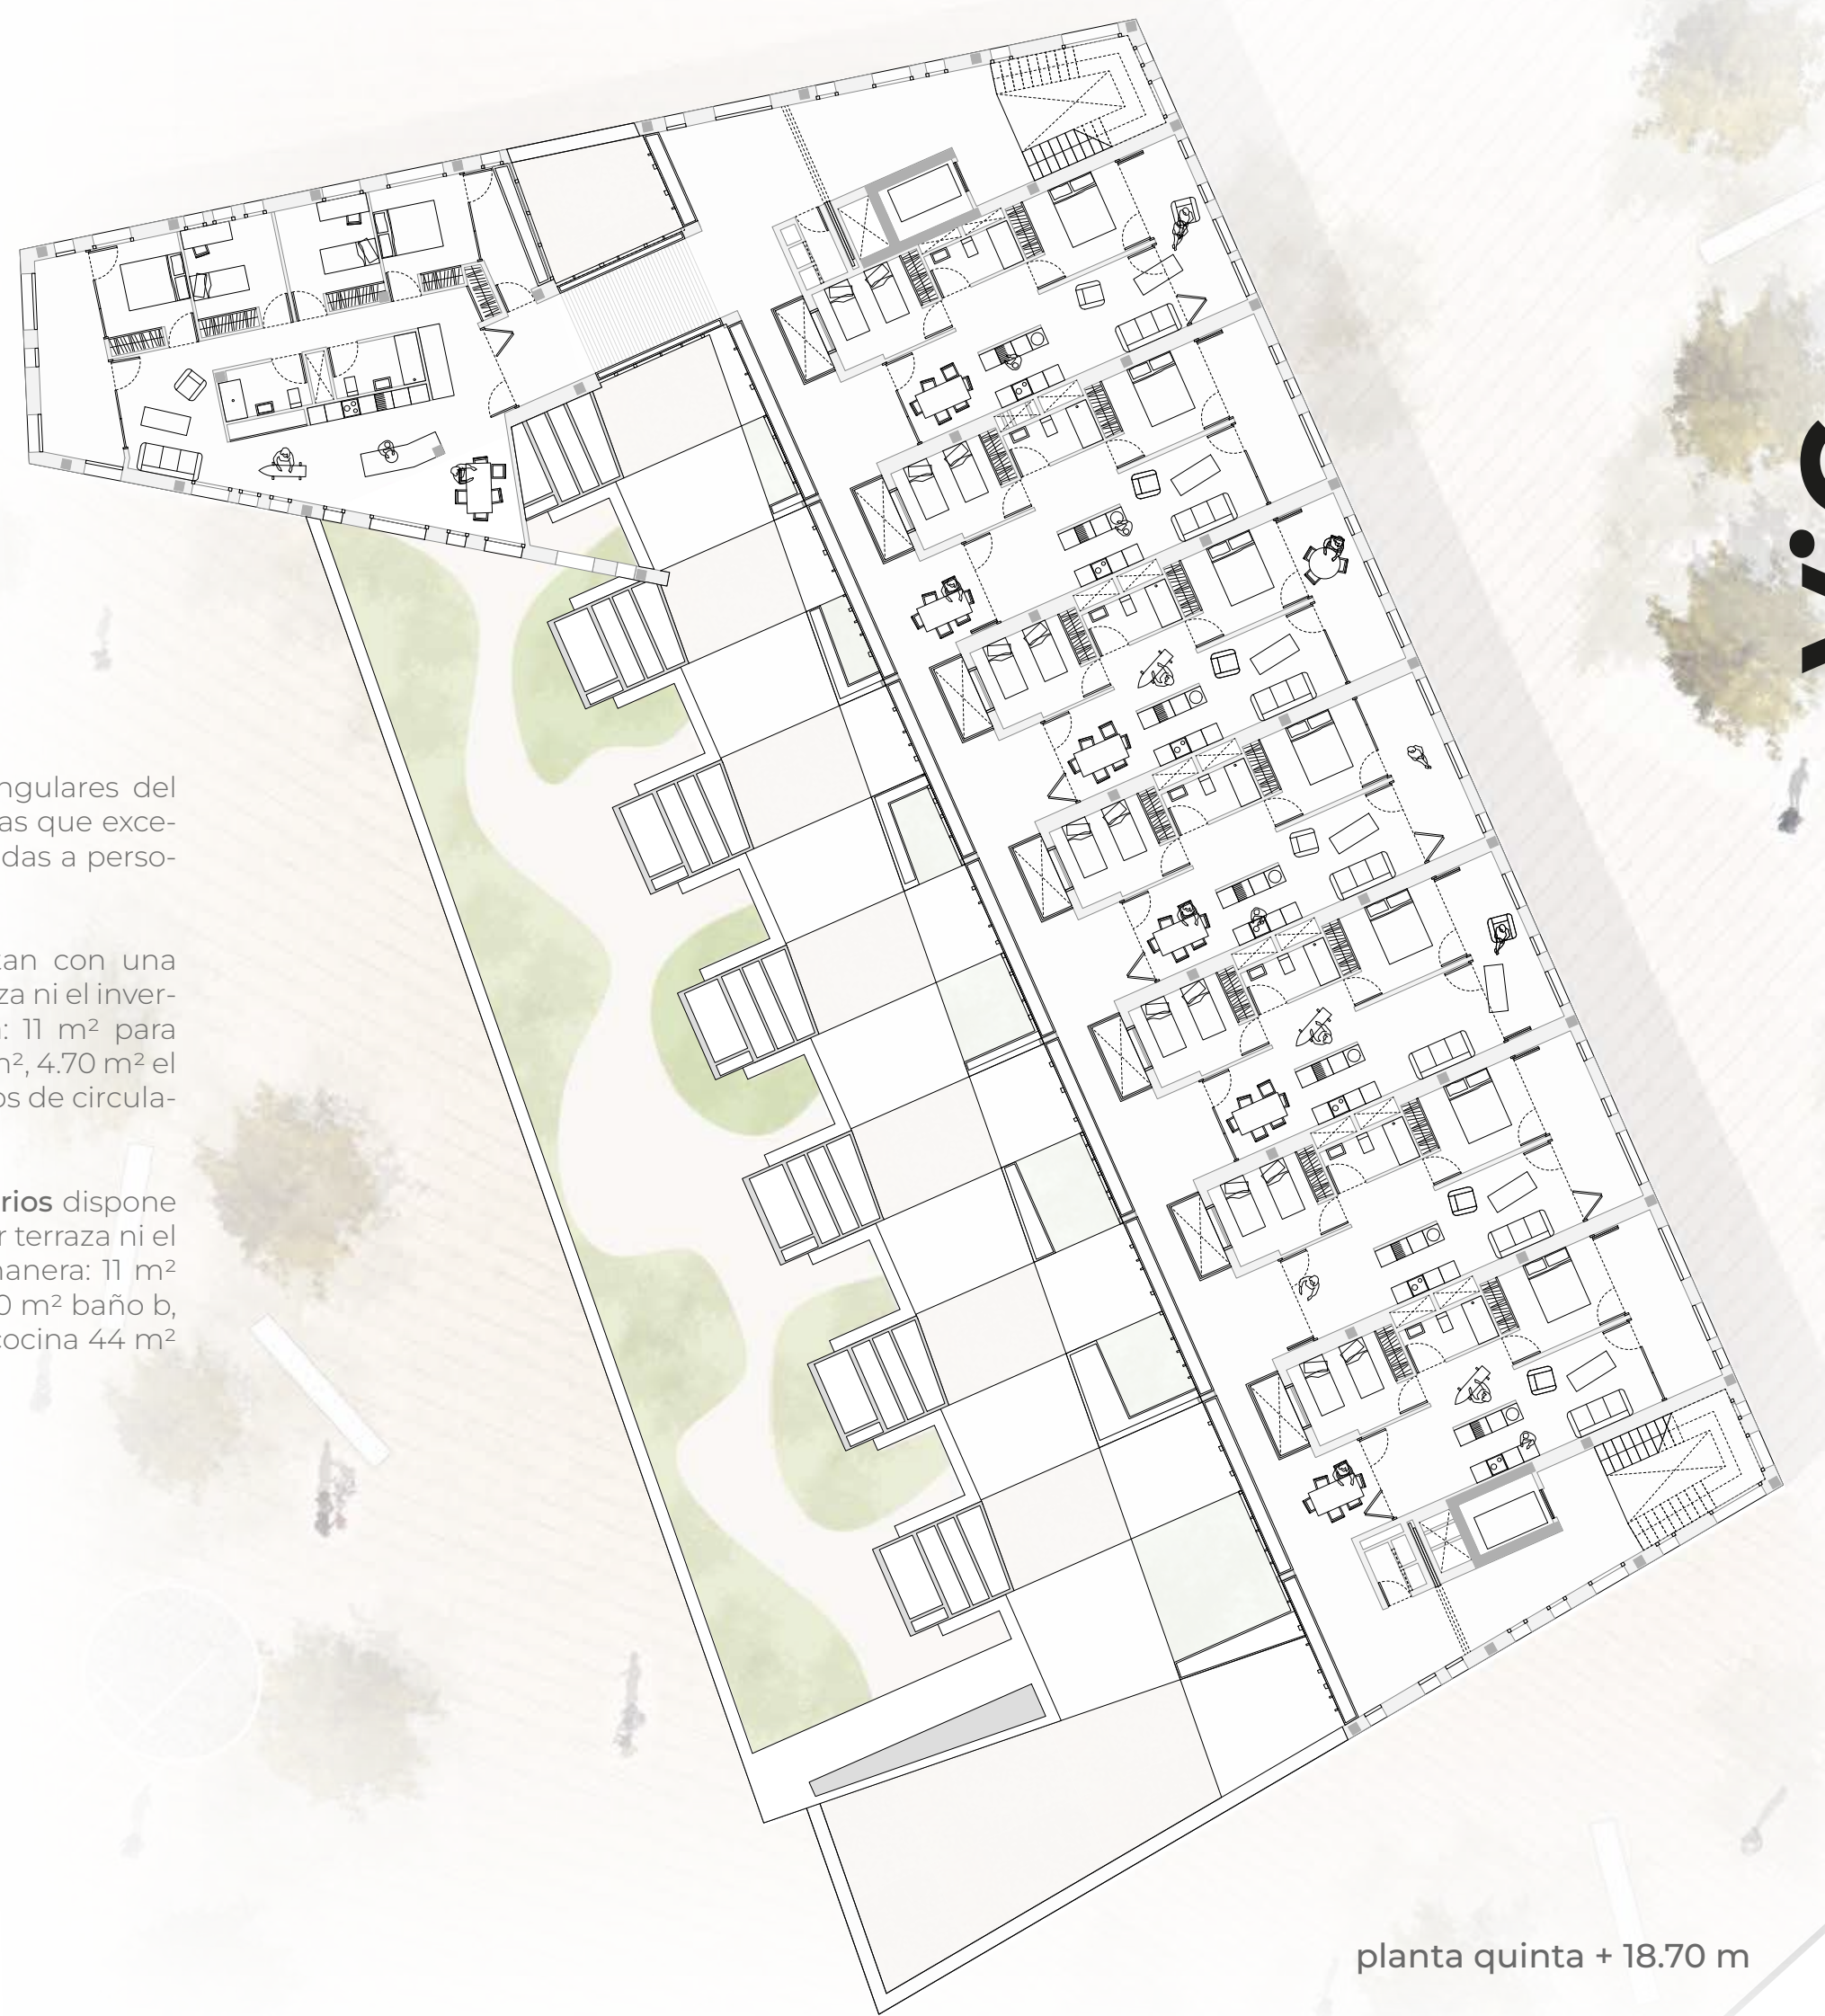 ngulares del
as que exce-
das a perso-
tan con una
za ni el inver-
: 11 m² para
m², 4.70 m² el
os de circula-
rios dispone
r terraza ni el
nanera: 11 m²
0 m² baño b,
cocina 44 m²
planta quinta + 18.70 m